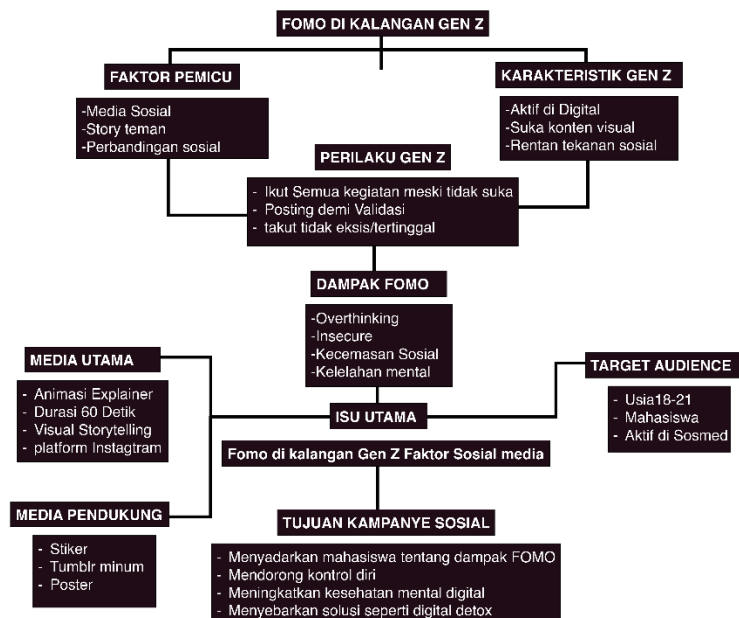 FOMO DI KALANGAN GEN Z
FAKTOR PEMICU
-Media Sosial
-Story teman
-Perbandingan sosial
KARAKTERISTIK GEN Z
-Aktif di Digital
-Suka konten visual
-Rentan tekanan sosial
PERILAKU GEN Z
- Ikut Semua kegiatan meski tidak suka
- Posting demi Validasi
- takut tidak eksis/tertinggal
DAMPAK FOMO
-Overthinking
-Insecure
-Kecemasan Sosial
-Kelelahan mental
MEDIA UTAMA
- Animasi Explainer
- Durasi 60 Detik
- Visual Storytelling
- platform Instagtram
TARGET AUDIENCE
- Usia18-21
- Mahasiswa
- Aktif di Sosmed
ISU UTAMA
Fomo di kalangan Gen Z Faktor Sosial media
MEDIA PENDUKUNG
- Stiker
- Tumblr minum
- Poster
TUJUAN KAMPANYE SOSIAL
- Menyadarkan mahasiswa tentang dampak FOMO
- Mendorong kontrol diri
- Meningkatkan kesehatan mental digital
- Menyebarkan solusi seperti digital detox